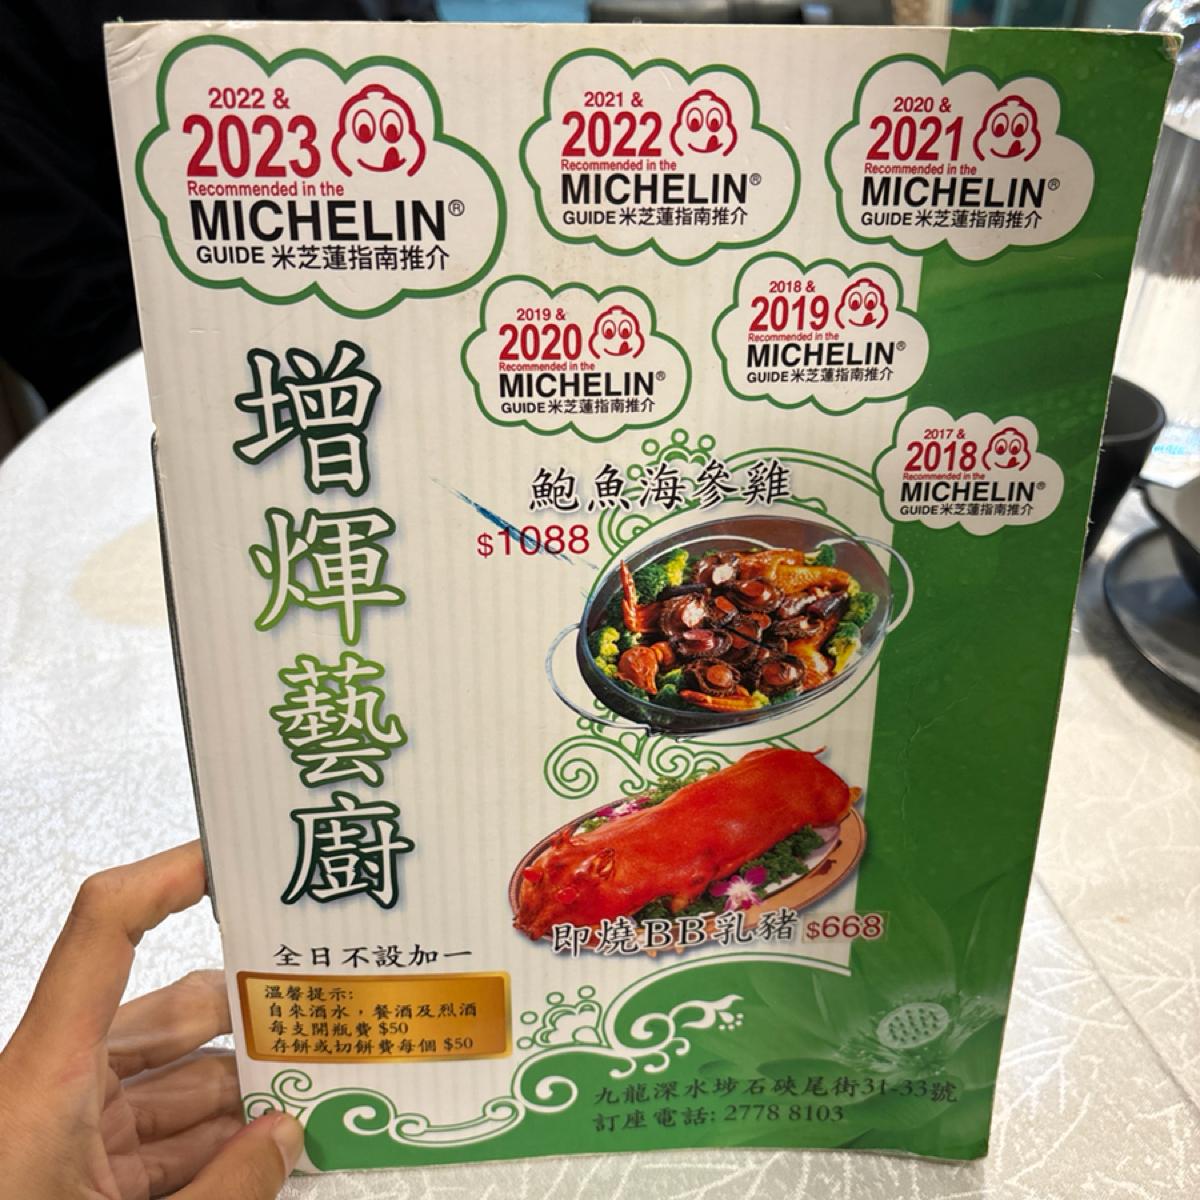 2022 &
2023
Recommended in the
MICHELIN®
GUIDE 米芝蓮指南推介
2021 &
2022
Recommended in the
MICHELIN®
GUIDE 米芝蓮指南推介
2020 &
2021
Recommended in the
MICHELIN®
GUIDE 米芝蓮指南推介
2019 &
2020
Recommended in the
MICHELIN®
GUIDE 米芝蓮指南推介
2018 &
2019
Recommended in the
MICHELIN®
GUIDE 米芝蓮指南推介
2017 &
2018
Recommended in the
MICHELIN®
GUIDE 米芝蓮指南推介
增煇藝廚
鮑魚海參雞
$1088
即燒BB乳豬 $668
全日不設加一
溫馨提示:
自來酒水，餐酒及烈酒
每支開瓶費 $50
存餅或切餅費每個 $50
九龍深水埗石硤尾街31-33號
訂座電話: 2778 8103